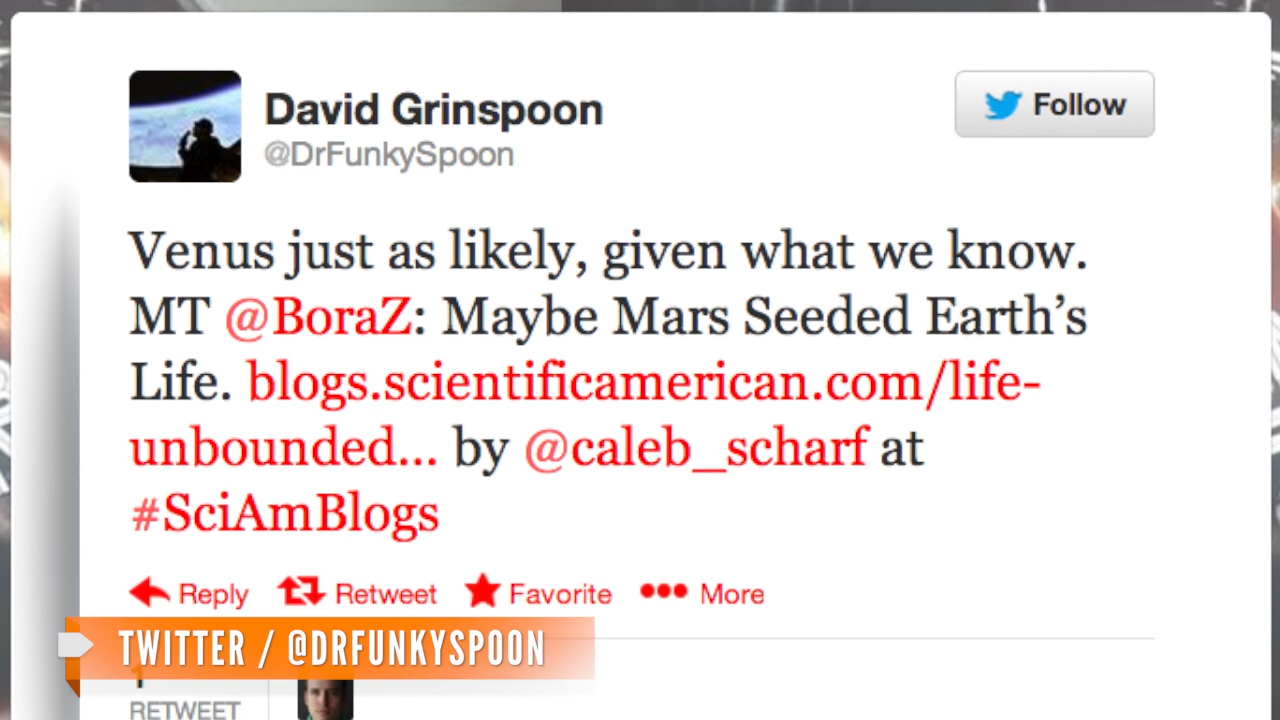 David Grinspoon
@DrFunkySpoon
Follow
Venus just as likely, given what we know.
MT @BoraZ: Maybe Mars Seeded Earth’s
Life. blogs.scientificamerican.com/life-
unbounded... by @caleb_scharf at
#SciAmBlogs
Reply Retweet Favorite More
TWITTER / @DRFUNKYSPOON
RETWEET